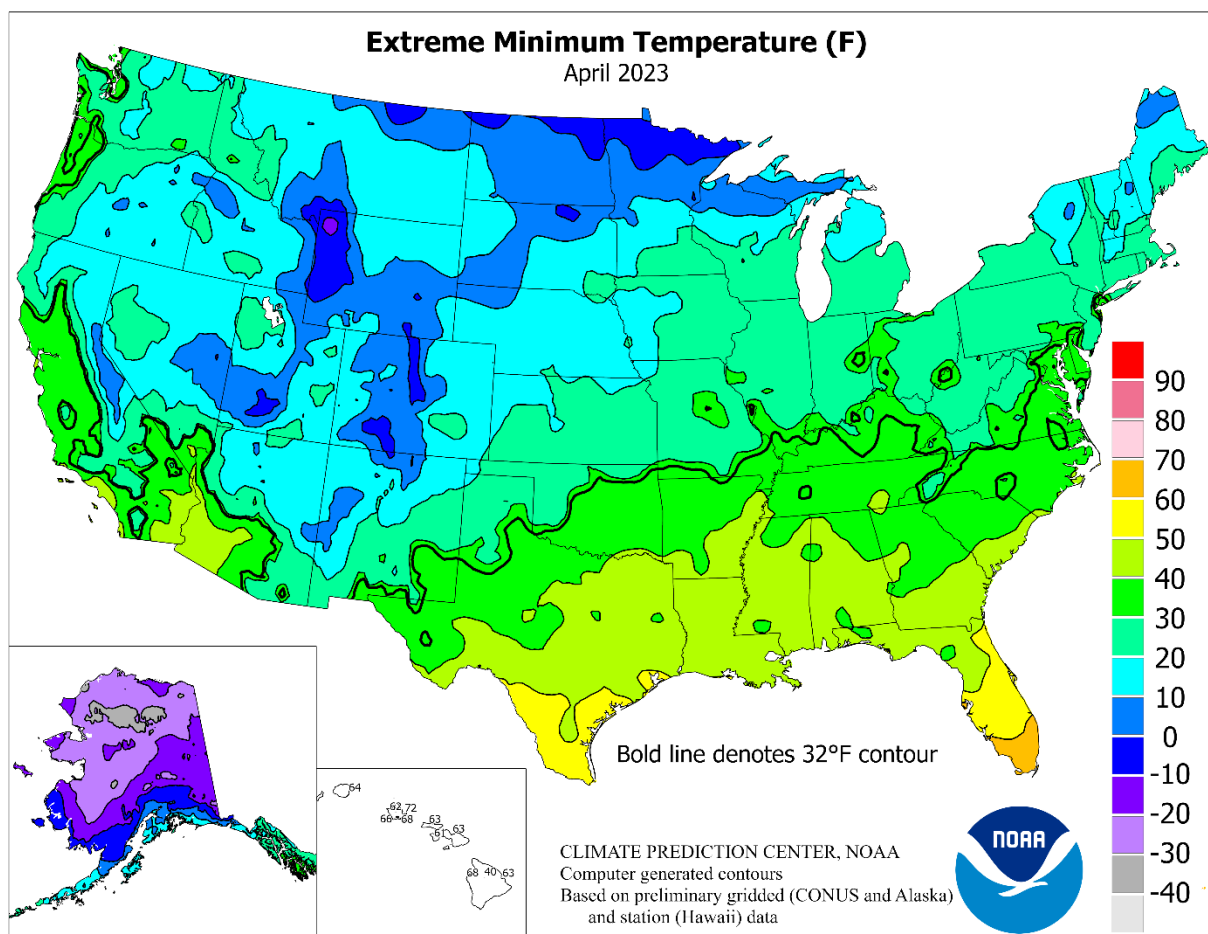 Extreme Minimum Temperature (F)
April 2023
90
80
70
60
50
40
30
20
10
0
-10
-20
-30
-40
Bold line denotes 32°F contour
64
62 72
66 68
63
61 63
68 40 63
CLIMATE PREDICTION CENTER, NOAA
Computer generated contours
Based on preliminary gridded (CONUS and Alaska)
and station (Hawaii) data
NOAA